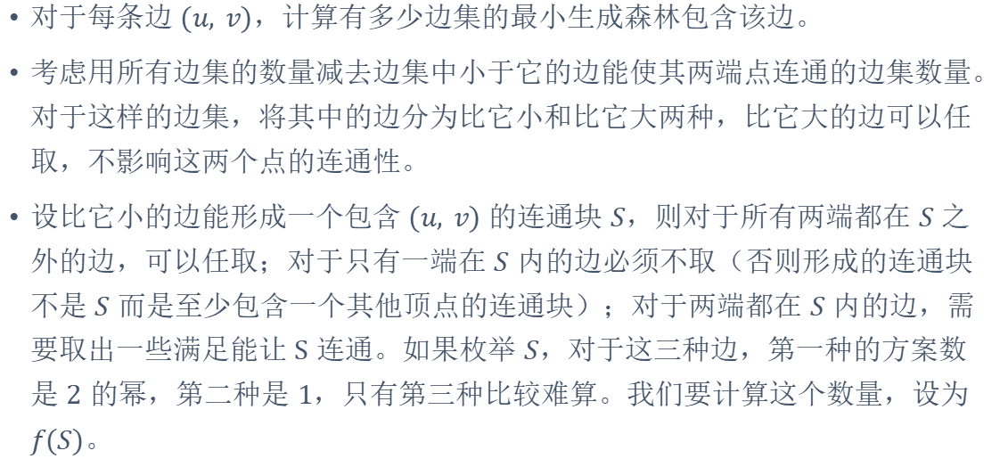 • 对于每条边 (u, v)，计算有多少边集的最小生成森林包含该边。
• 考虑用所有边集的数量减去边集中小于它的边能使其两端点连通的边集数量。
对于这样的边集，将其中的边分为比它小和比它大两种，比它大的边可以任
取，不影响这两个点的连通性。
• 设比它小的边能形成一个包含 (u, v) 的连通块 S，则对于所有两端都在 S 之
外的边，可以任取；对于只有一端在 S 内的边必须不取（否则形成的连通块
不是 S 而是至少包含一个其他顶点的连通块）；对于两端都在 S 内的边，需
要取出一些满足能让 S 连通。如果枚举 S，对于这三种边，第一种的方案数
是 2 的幂，第二种是 1，只有第三种比较难算。我们要计算这个数量，设为
f(S)。